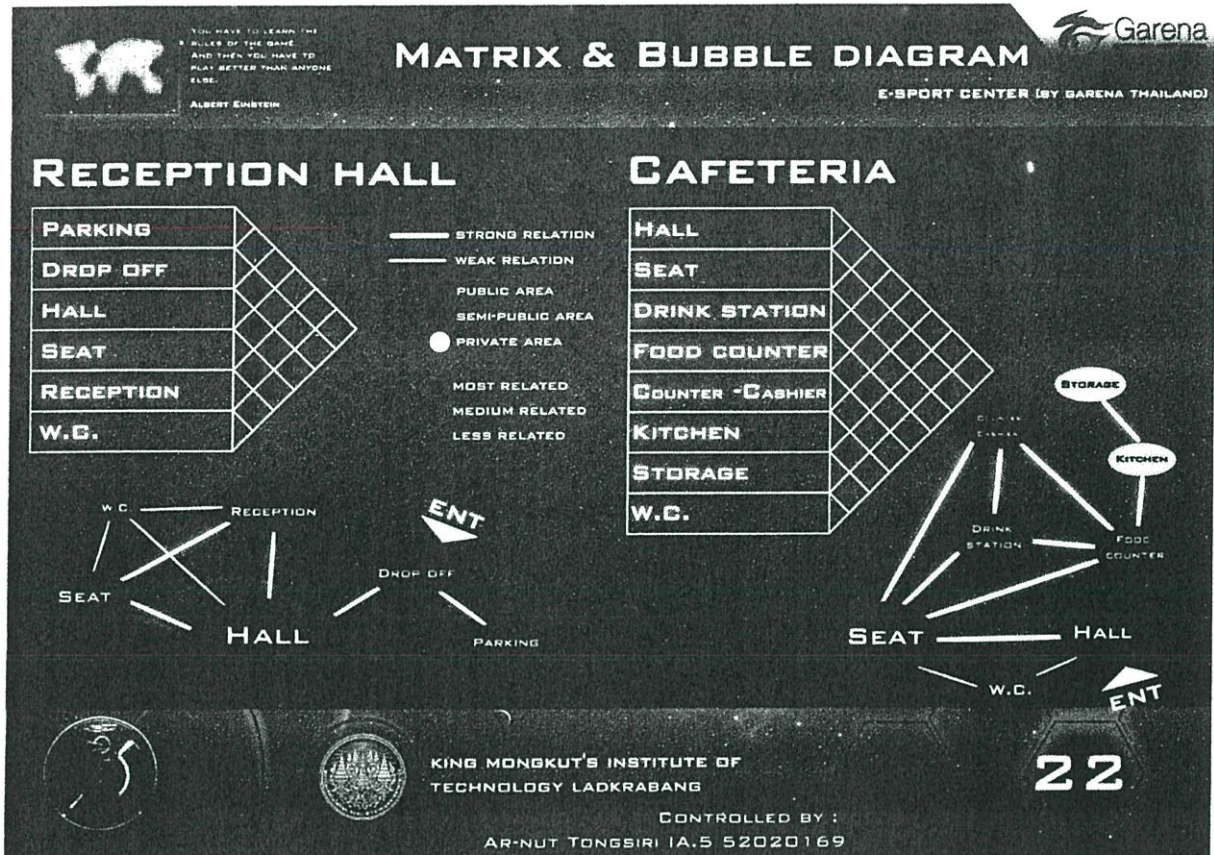 YOU HAVE TO LEARN THE
RULES OF THE GAME.
AND THEN YOU HAVE TO
PLAY BETTER THAN ANYONE
ELSE.
ALBERT EINSTEIN
MATRIX & BUBBLE DIAGRAM
Garena
E-SPORT CENTER (BY GARENA THAILAND)
RECEPTION HALL
PARKING
DROP OFF
HALL
SEAT
RECEPTION
W.C.
STRONG RELATION
WEAK RELATION
PUBLIC AREA
SEMI-PUBLIC AREA
PRIVATE AREA
MOST RELATED
MEDIUM RELATED
LESS RELATED
W.C.
RECEPTION
ENT
SEAT
DROP OFF
HALL
PARKING
CAFETERIA
HALL
SEAT
DRINK STATION
FOOD COUNTER
COUNTER -CASHIER
KITCHEN
STORAGE
W.C.
STORAGE
COUNTER
CASHIER
KITCHEN
DRINK
STATION
FOOD
COUNTER
SEAT
HALL
W.C.
ENT
KING MONGKUT'S INSTITUTE OF
TECHNOLOGY LADKRABANG
CONTROLLED BY :
AR-NUT TONGSIRI IA.5 52020169
22